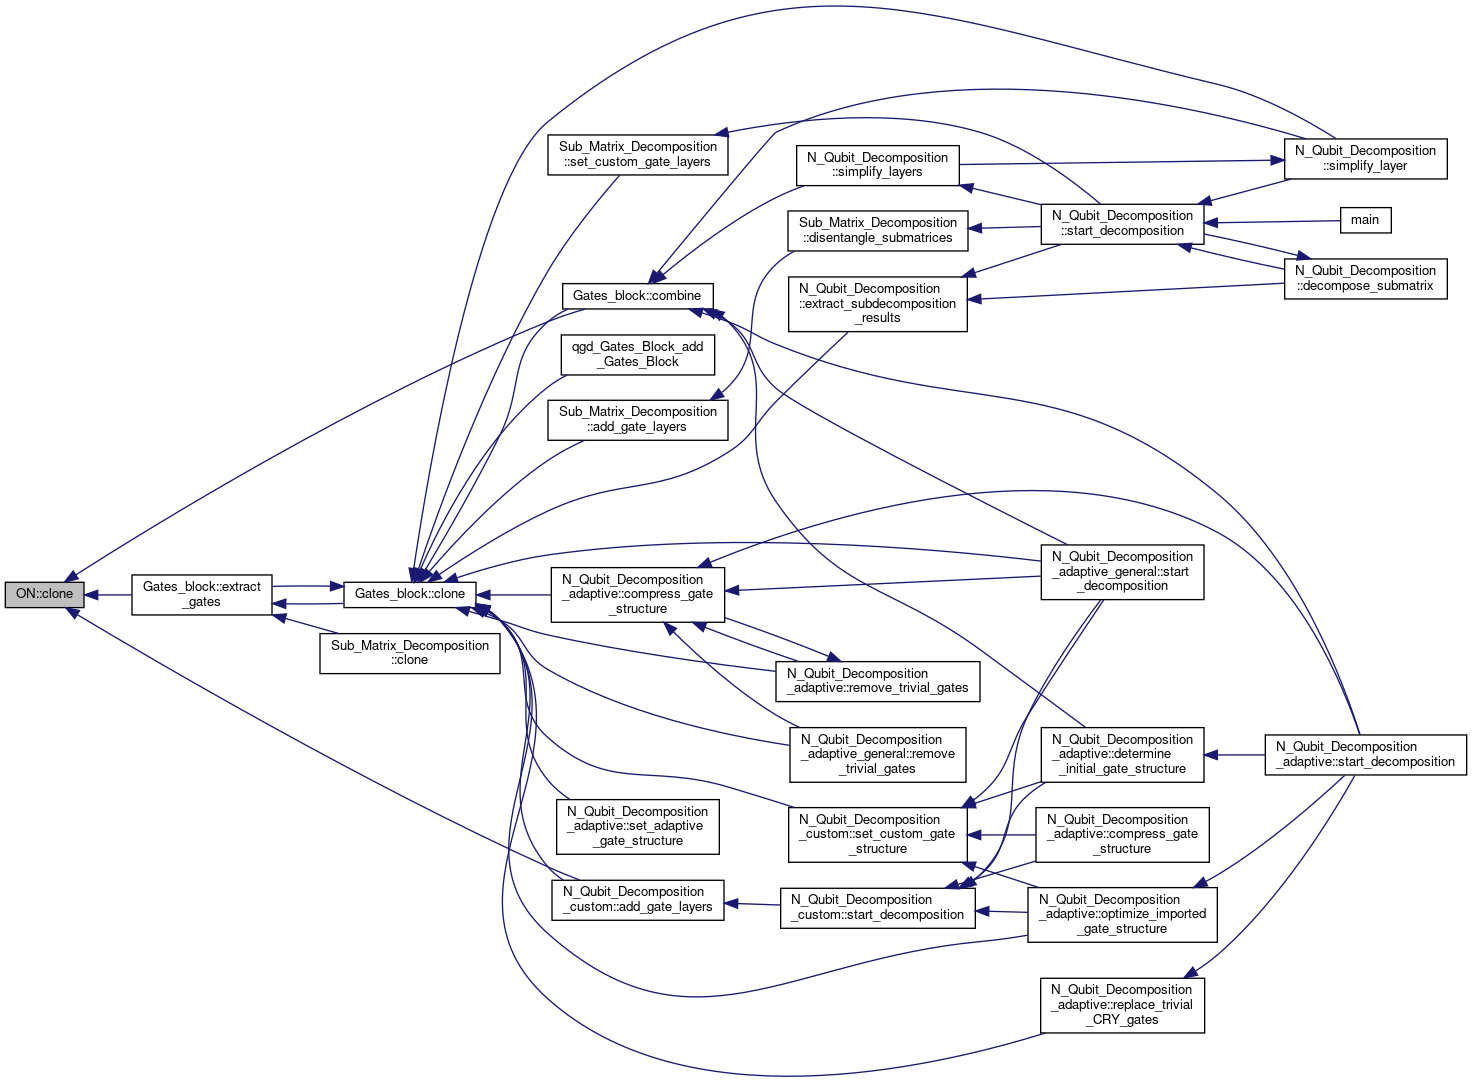 ON::clone
Gates_block::extract
_gates
Sub_Matrix_Decomposition
::clone
Gates_block::clone
Sub_Matrix_Decomposition
::set_custom_gate_layers
Gates_block::combine
qgd_Gates_Block_add
_Gates_Block
Sub_Matrix_Decomposition
::add_gate_layers
N_Qubit_Decomposition
_adaptive::compress_gate
_structure
N_Qubit_Decomposition
_adaptive::set_adaptive
_gate_structure
N_Qubit_Decomposition
_custom::add_gate_layers
N_Qubit_Decomposition
::simplify_layers
Sub_Matrix_Decomposition
::disentangle_submatrices
N_Qubit_Decomposition
::extract_subdecomposition
_results
N_Qubit_Decomposition
_adaptive::remove_trivial_gates
N_Qubit_Decomposition
_adaptive_general::remove
_trivial_gates
N_Qubit_Decomposition
_custom::set_custom_gate
_structure
N_Qubit_Decomposition
_custom::start_decomposition
N_Qubit_Decomposition
::start_decomposition
N_Qubit_Decomposition
_adaptive_general::start
_decomposition
N_Qubit_Decomposition
_adaptive::determine
_initial_gate_structure
N_Qubit_Decomposition
_adaptive::compress_gate
_structure
N_Qubit_Decomposition
_adaptive::optimize_imported
_gate_structure
N_Qubit_Decomposition
_adaptive::replace_trivial
_CRY_gates
N_Qubit_Decomposition
::simplify_layer
main
N_Qubit_Decomposition
::decompose_submatrix
N_Qubit_Decomposition
_adaptive::start_decomposition